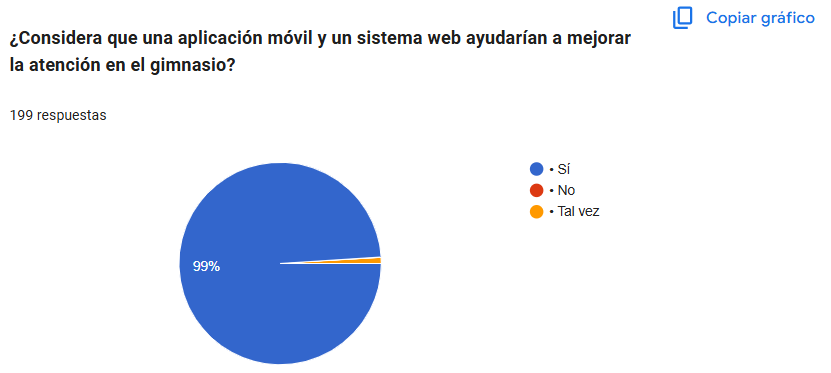 Copiar gráfico
¿Considera que una aplicación móvil y un sistema web ayudarían a mejorar
la atención en el gimnasio?
199 respuestas
• Sí
• No
• Tal vez
99%